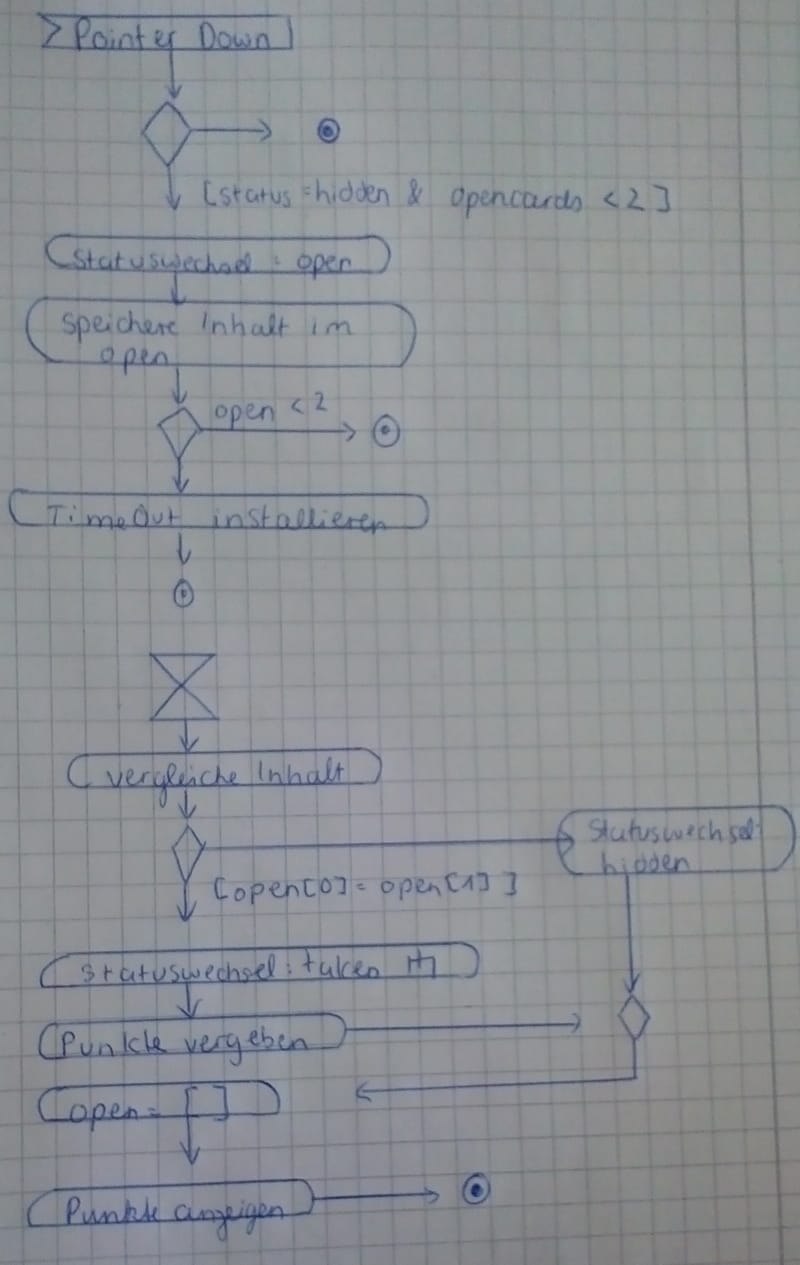 Pointer Down
[status = hidden & opencards < 2]
Statuswechsel: open
Speichere Inhalt im
open
open < 2
TimeOut installieren
vergleiche Inhalt
Statuswechsel:
hidden
[open[0] = open[1]]
Statuswechsel: taken
Punkte vergeben
open = [ ]
Punkte anzeigen